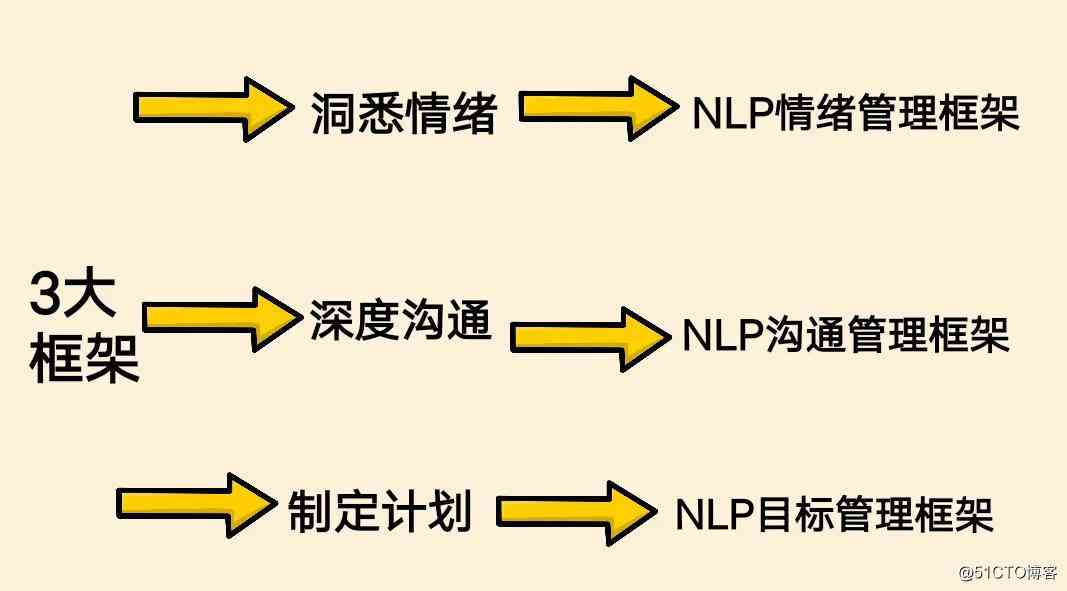 洞悉情绪 NLP情绪管理框架
3大
框架
深度沟通 NLP沟通管理框架
制定计划 NLP目标管理框架
@51CTO博客